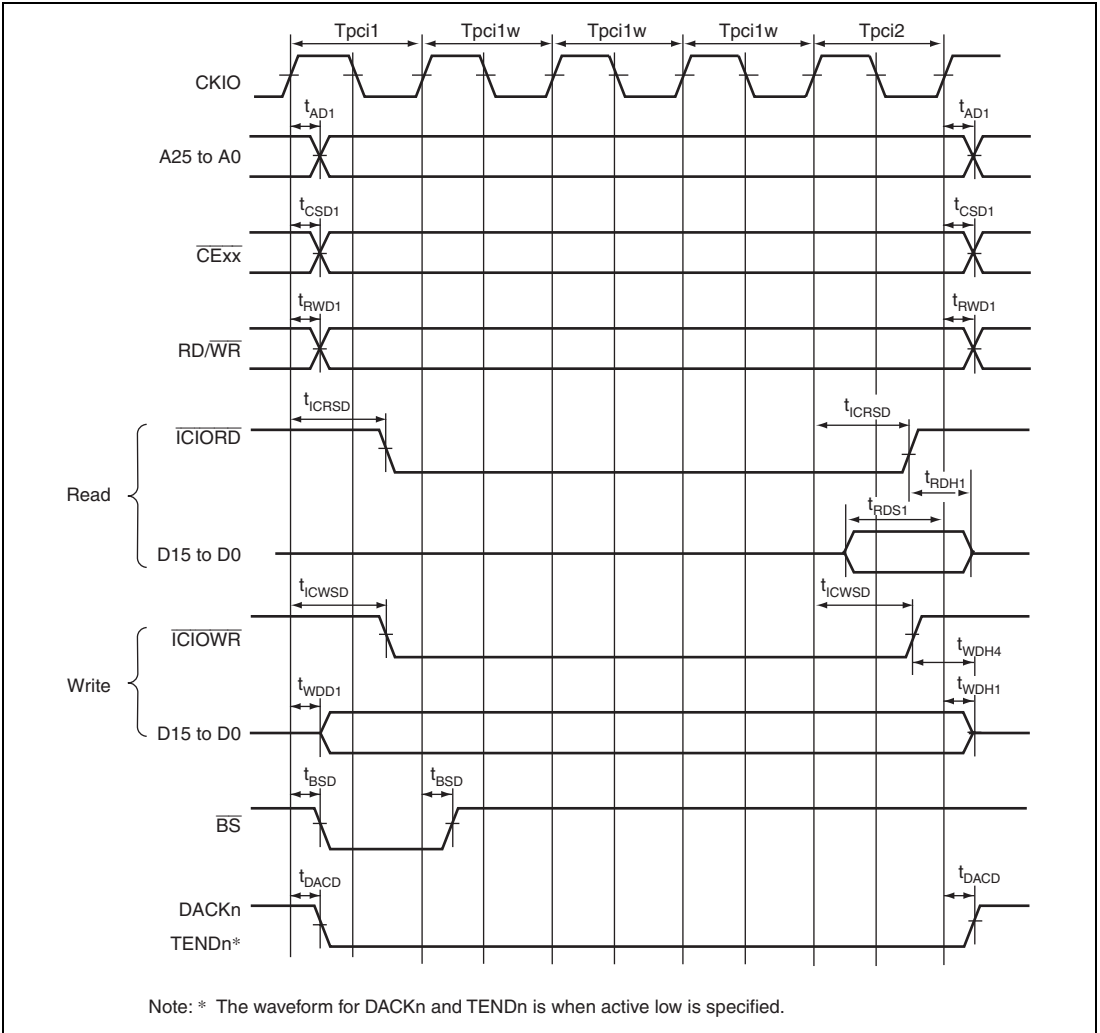 Tpci1 Tpci1w Tpci1w Tpci1w Tpci2
CKIO
tAD1 tAD1
A25 to A0
tCSD1 tCSD1
CExx
tRWD1 tRWD1
RD/WR
tICRSD tICRSD
ICIORD
tRDH1
Read
tRDS1
D15 to D0
tICWSD tICWSD
ICIOWR
tWDH4
Write
tWDD1 tWDH1
D15 to D0
tBSD tBSD
BS
tDACD tDACD
DACKn
TENDn*
Note: * The waveform for DACKn and TENDn is when active low is specified.